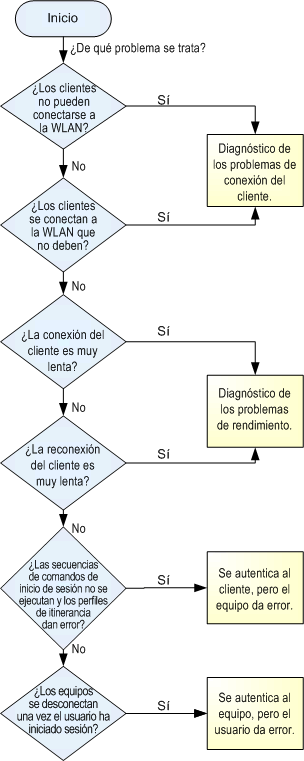 Inicio
¿De qué problema se trata?
¿Los clientes
no pueden
conectarse a
la WLAN?
Sí
Diagnóstico de
los problemas de
conexión del
cliente.
No
¿Los clientes
se conectan a
la WLAN que
no deben?
Sí
No
¿La conexión del
cliente es muy
lenta?
Sí
Diagnóstico de
los problemas
de rendimiento.
No
¿La reconexión
del cliente es
muy lenta?
Sí
No
¿Las secuencias
de comandos de
inicio de sesión no se
ejecutan y los perfiles
de itinerancia
dan error?
Sí
Se autentica al
cliente, pero el
equipo da error.
No
¿Los equipos
se desconectan
una vez el usuario ha
iniciado sesión?
Sí
Se autentica al
equipo, pero el
usuario da error.